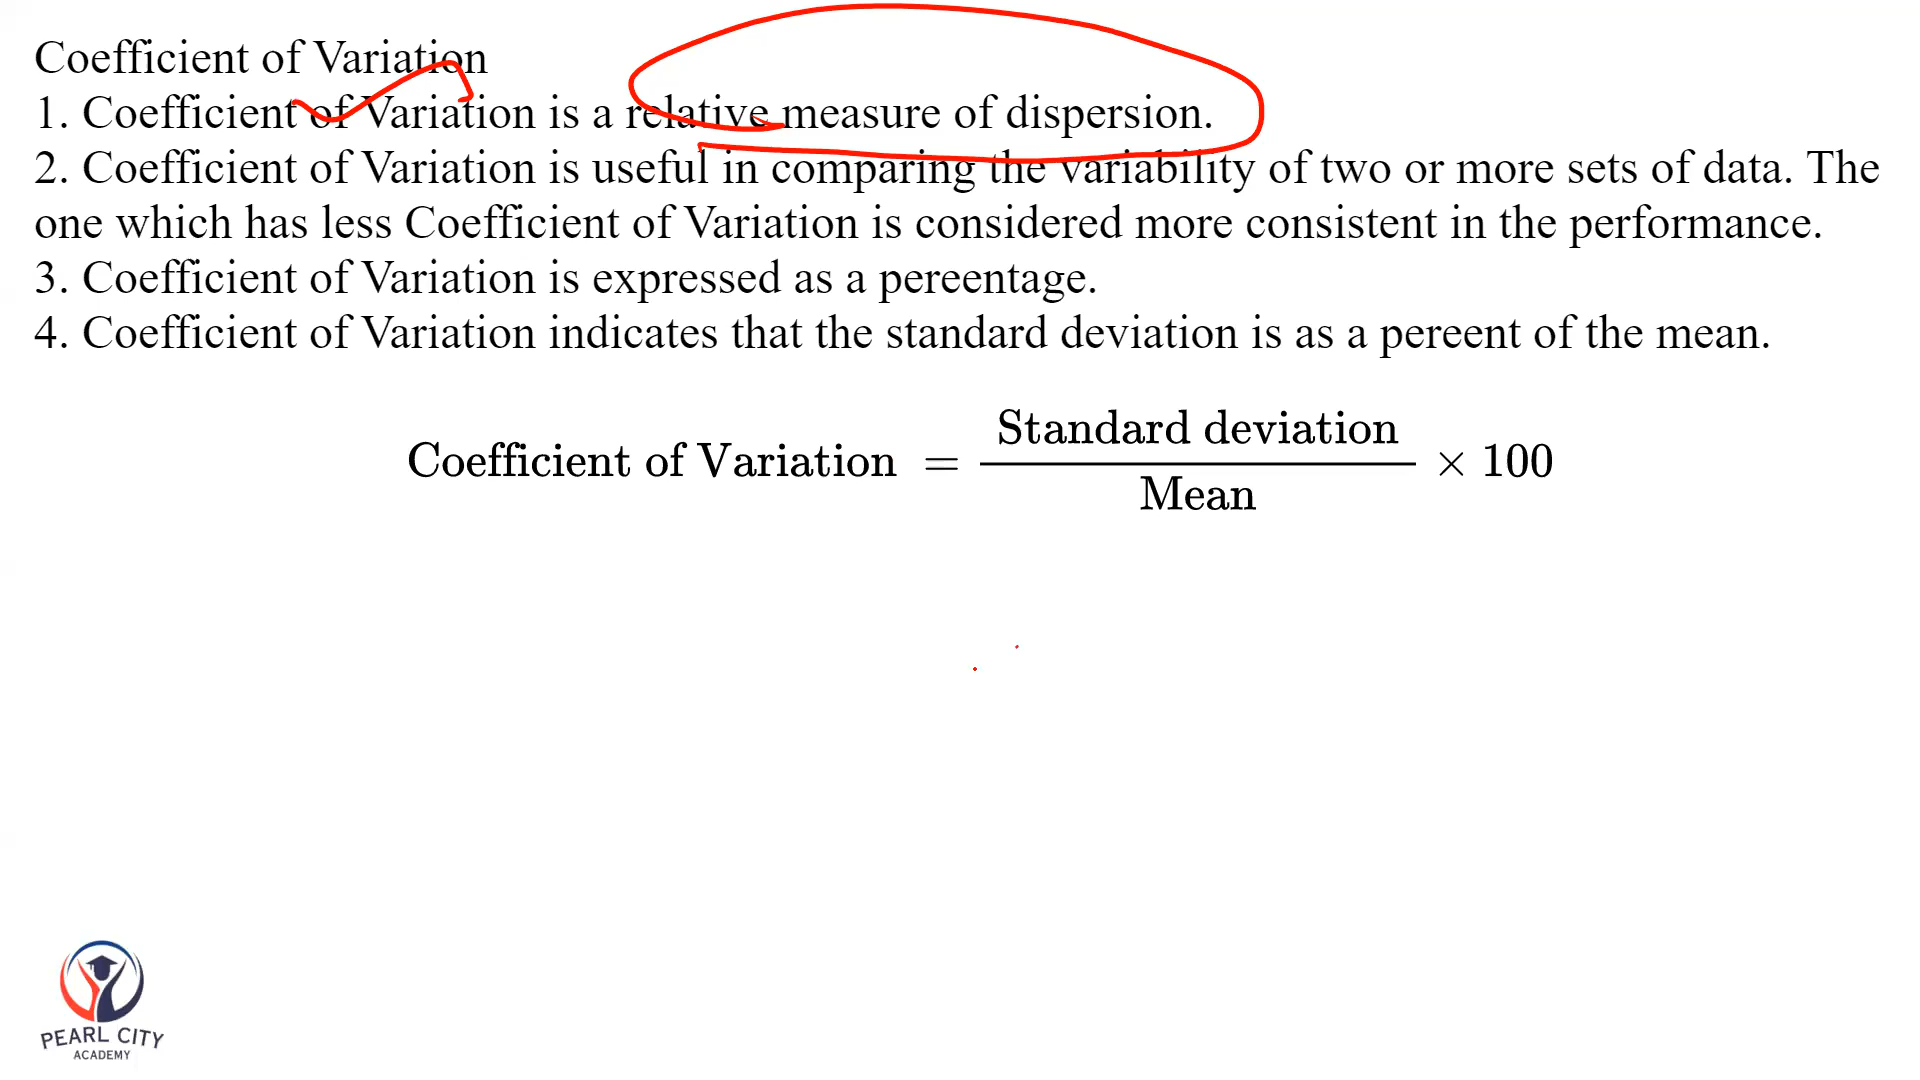 Coefficient of Variation
1. Coefficient of Variation is a relative measure of dispersion.
2. Coefficient of Variation is useful in comparing the variability of two or more sets of data. The
one which has less Coefficient of Variation is considered more consistent in the performance.
3. Coefficient of Variation is expressed as a pereentage.
4. Coefficient of Variation indicates that the standard deviation is as a pereent of the mean.
Coefficient of Variation = Standard deviation / Mean × 100
PEARL CITY
ACADEMY